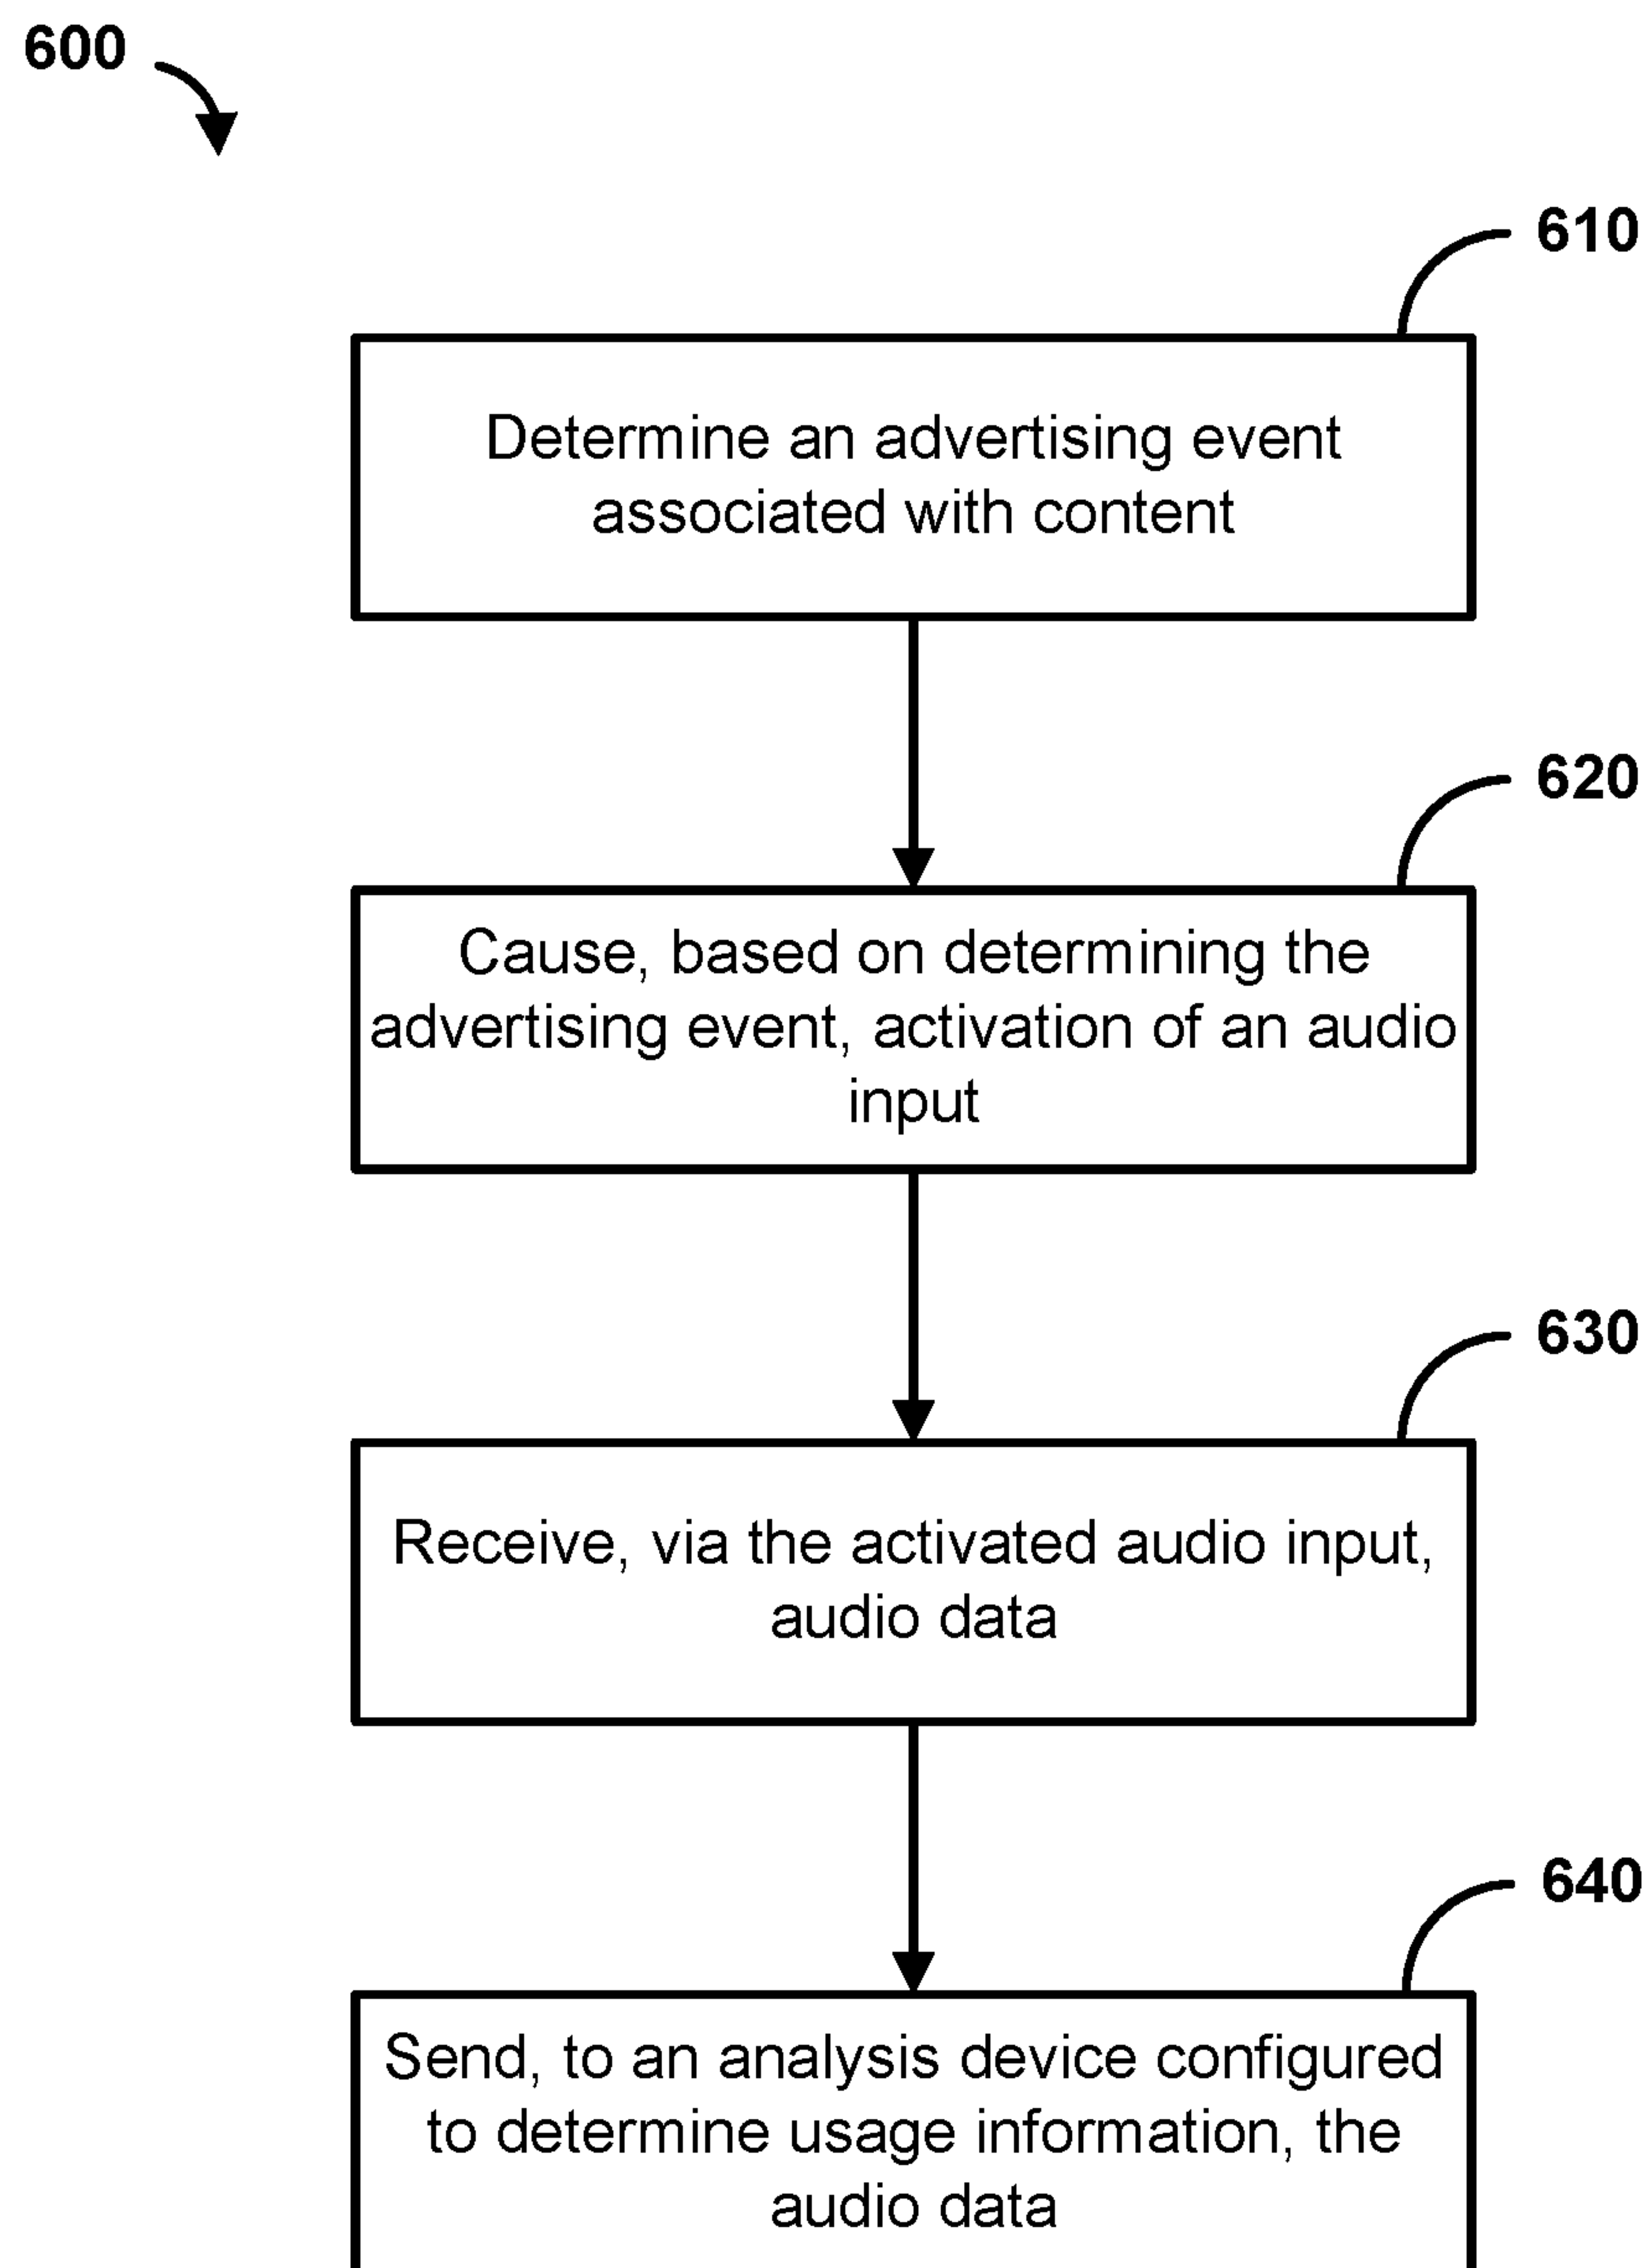 600
610
Determine an advertising event
associated with content
620
Cause, based on determining the
advertising event, activation of an audio
input
630
Receive, via the activated audio input,
audio data
640
Send, to an analysis device configured
to determine usage information, the
audio data